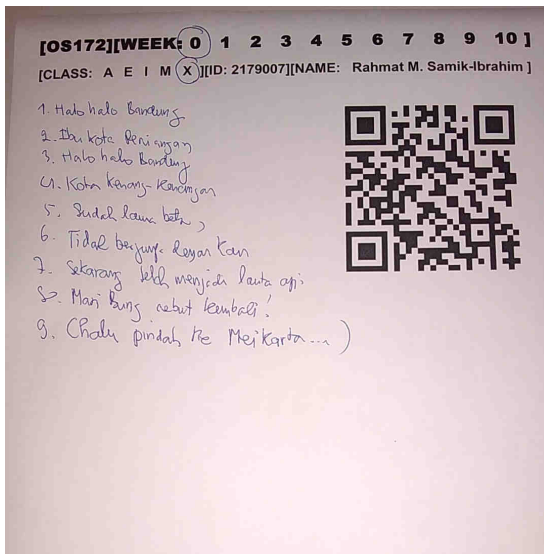 [OS172][WEEK: 0 1 2 3 4 5 6 7 8 9 10 ]
[CLASS: A E I M X ][ID: 2179007][NAME: Rahmat M. Samik-Ibrahim ]
1. Halo halo Bandung
2. Ibu kota Periangan
3. Halo halo Bandung
4. Kota kenang-kenangan
5. Sudah lama beta,
6. Tidak berjumpa dengan kau
7. Sekarang telah menjadi lautan api
8. Mari Bung rebut kembali!
9. (halu pindah ke Meikarta...)